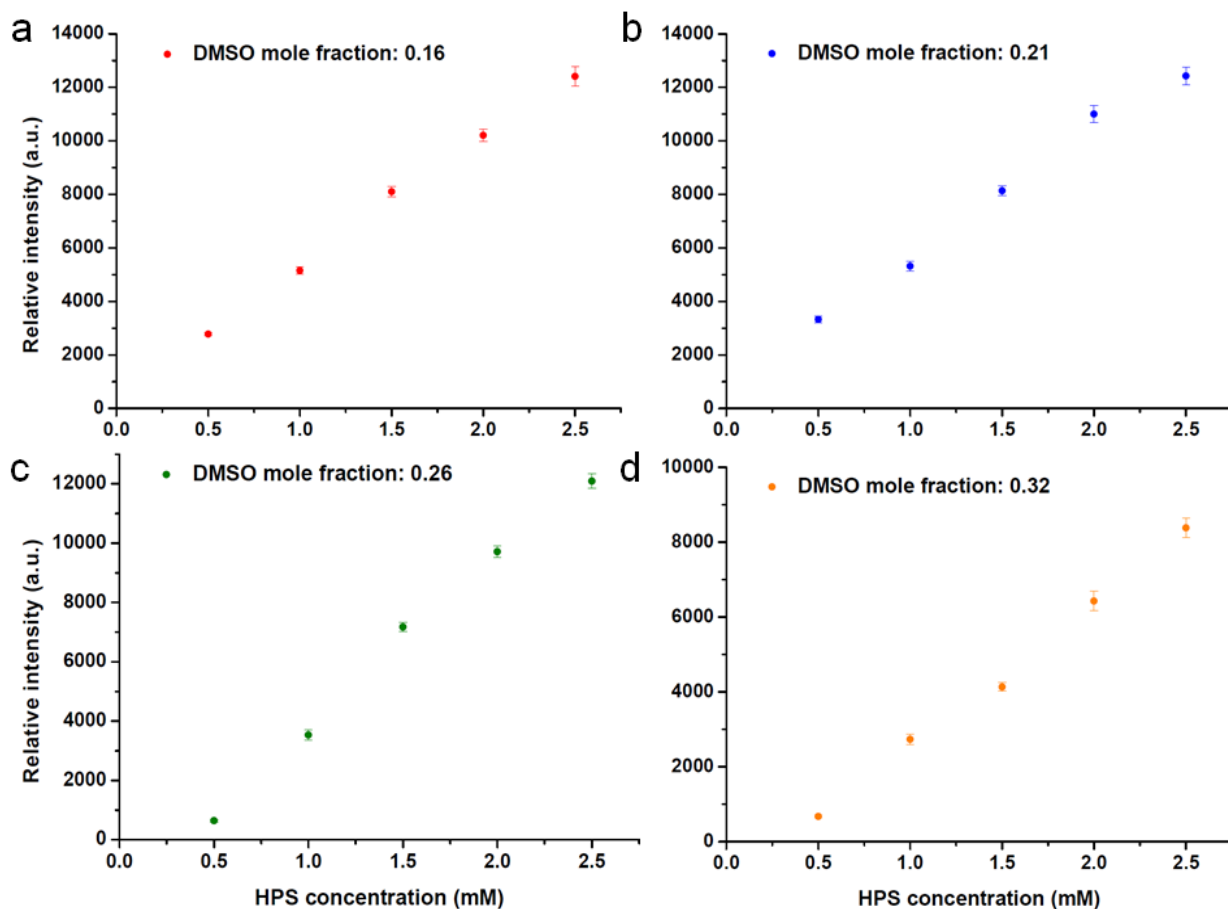 a
DMSO mole fraction: 0.16
14000
12000
10000
8000
6000
4000
2000
0
Relative intensity (a.u.)
0.0 0.5 1.0 1.5 2.0 2.5
b
DMSO mole fraction: 0.21
14000
12000
10000
8000
6000
4000
2000
0
0.0 0.5 1.0 1.5 2.0 2.5
c
DMSO mole fraction: 0.26
12000
10000
8000
6000
4000
2000
0
Relative intensity (a.u.)
0.0 0.5 1.0 1.5 2.0 2.5
HPS concentration (mM)
d
DMSO mole fraction: 0.32
10000
8000
6000
4000
2000
0
0.0 0.5 1.0 1.5 2.0 2.5
HPS concentration (mM)